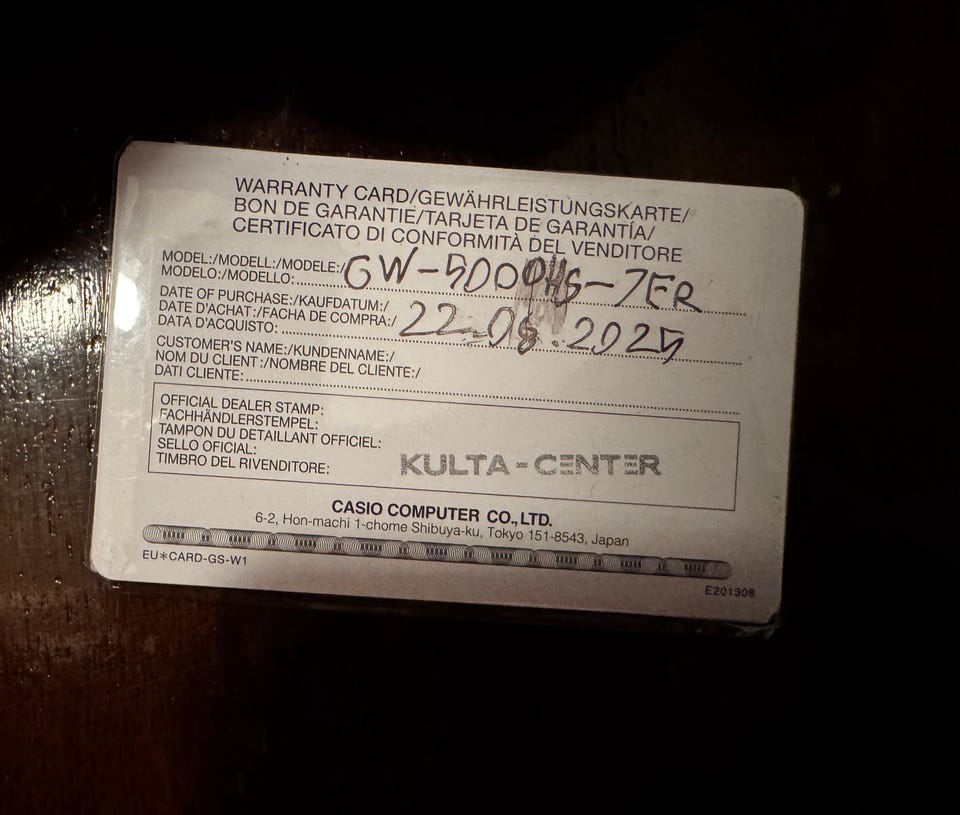 WARRANTY CARD/GEWÄHRLEISTUNGSKARTE/
BON DE GARANTIE/TARJETA DE GARANTÍA/
CERTIFICATO DI CONFORMITÀ DEL VENDITORE
MODEL:/MODELL:/MODELE:/
MODELO:/MODELLO: GW-5000HS-7ER
DATE OF PURCHASE:/KAUFDATUM:/
DATE D'ACHAT:/FACHA DE COMPRA:/
DATA D'ACQUISTO: 22.08.2025
CUSTOMER'S NAME:/KUNDENNAME:/
NOM DU CLIENT:/NOMBRE DEL CLIENTE:/
DATI CLIENTE:
OFFICIAL DEALER STAMP:
FACHHÄNDLERSTEMPEL:
TAMPON DU DETAILLANT OFFICIEL:
SELLO OFICIAL:
TIMBRO DEL RIVENDITORE:
KULTA-CENTER
CASIO COMPUTER CO., LTD.
6-2, Hon-machi 1-chome Shibuya-ku, Tokyo 151-8543, Japan
EU*CARD-GS-W1
E201308